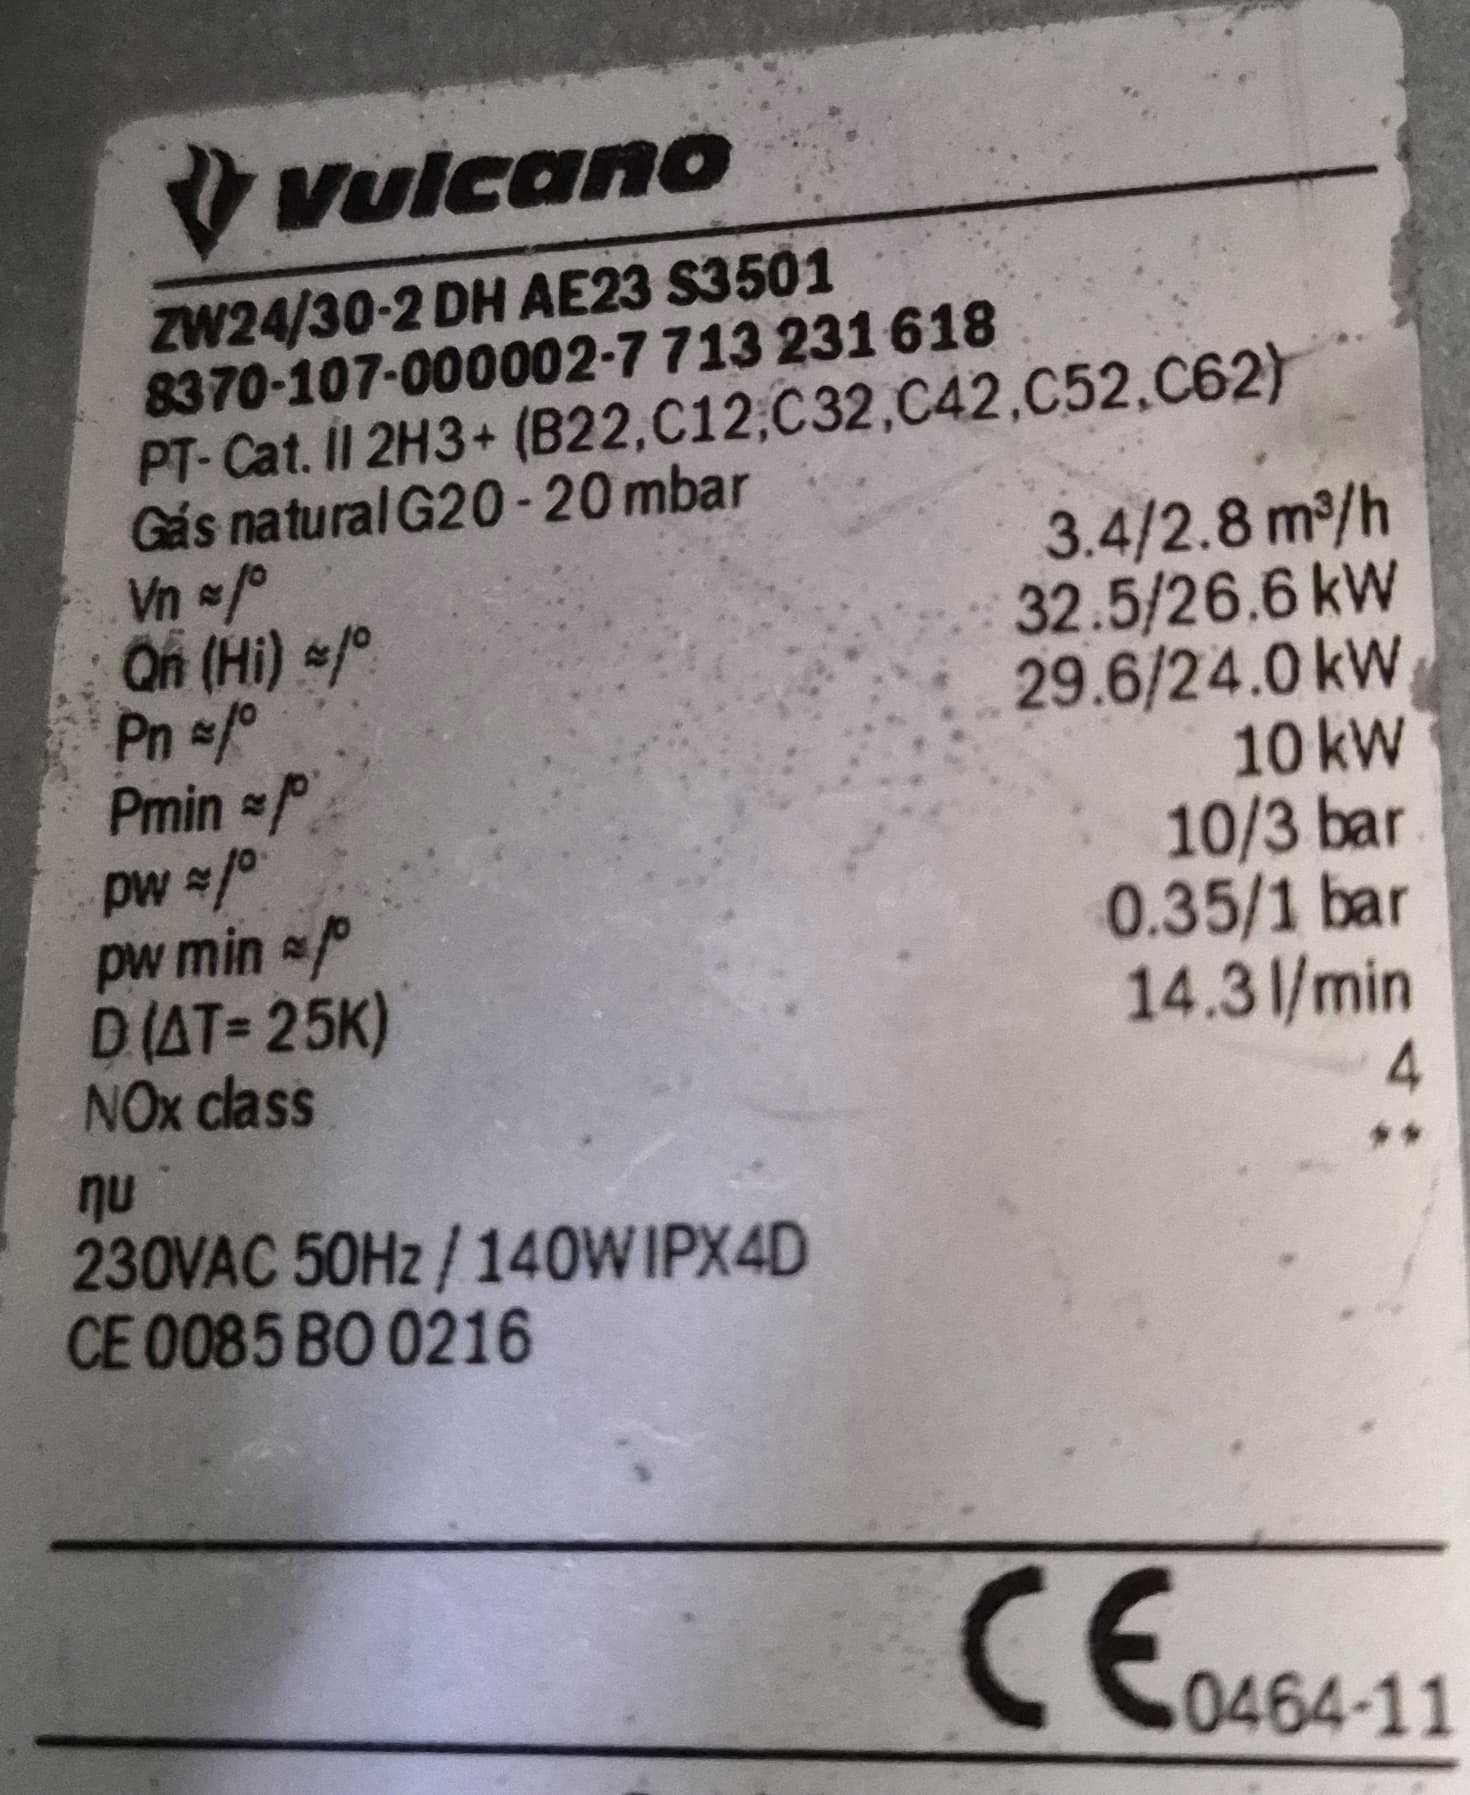 Vulcano
ZW24/30-2 DH AE23 S3501
8370-107-000002-7 713 231 618
PT- Cat. II 2H3+ (B22,C12,C32,C42,C52,C62)
Gás natural G20 - 20 mbar
Vn ≈/° 3.4/2.8 m³/h
Qn (Hi) ≈/° 32.5/26.6 kW
Pn ≈/° 29.6/24.0 kW
Pmin ≈/° 10 kW
pw ≈/° 10/3 bar
pw min ≈/° 0.35/1 bar
D (ΔT= 25K) 14.3 l/min
NOx class 4
ηu **
230VAC 50Hz / 140W IPX4D
CE 0085 BO 0216
CE 0464-11